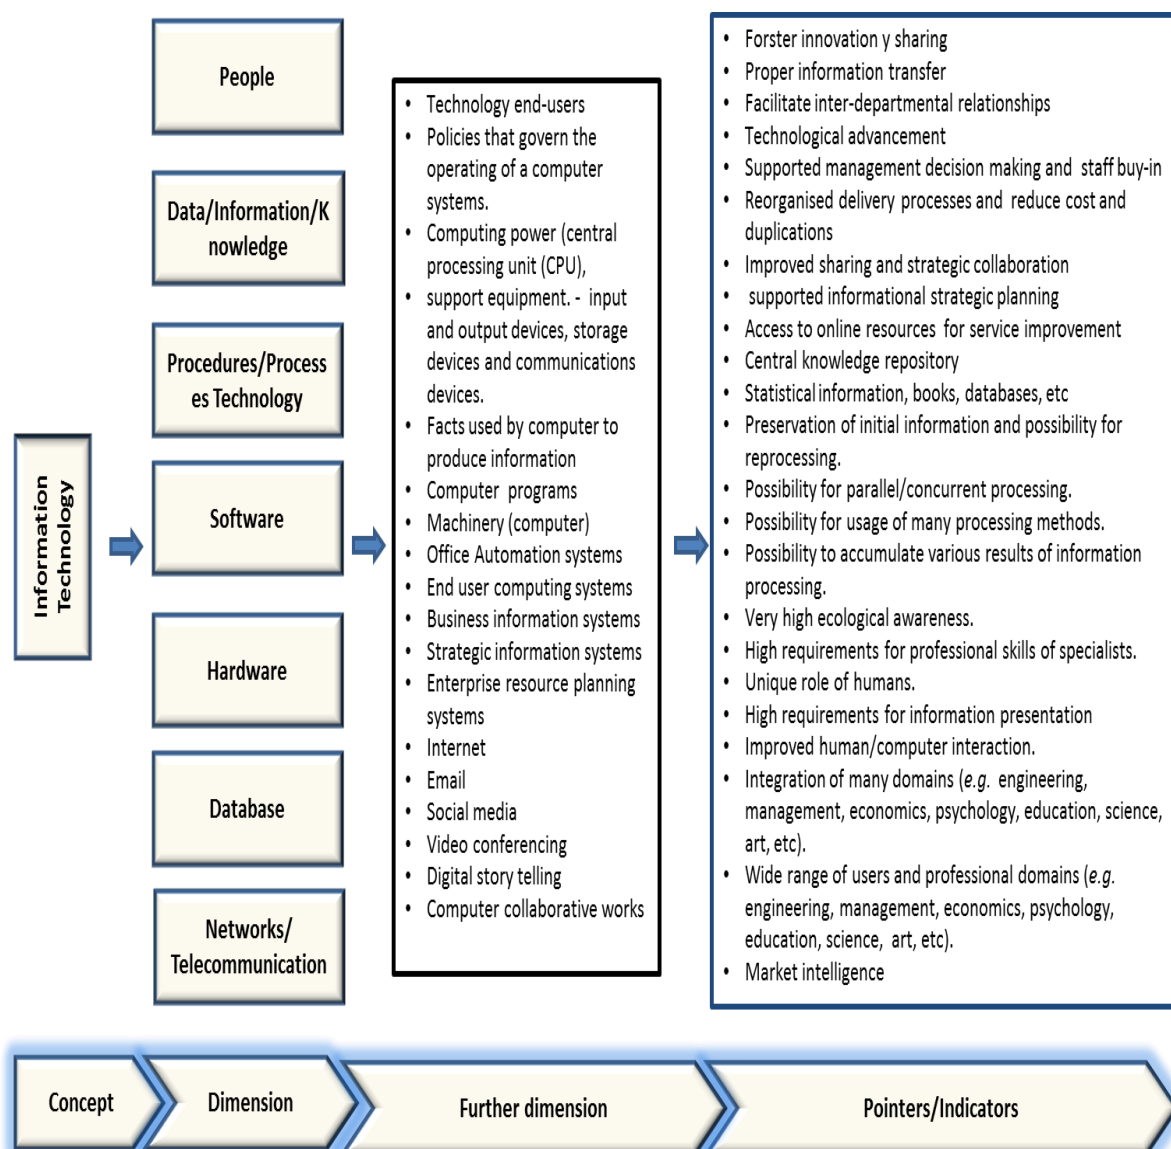 Information
Technology
People
Data/Information/K
nowledge
Procedures/Process
es Technology
Software
Hardware
Database
Networks/
Telecommunication
• Technology end-users
• Policies that govern the
operating of a computer
systems.
• Computing power (central
processing unit (CPU),
• support equipment. - input
and output devices, storage
devices and communications
devices.
• Facts used by computer to
produce information
• Computer programs
• Machinery (computer)
• Office Automation systems
• End user computing systems
• Business information systems
• Strategic information systems
• Enterprise resource planning
systems
• Internet
• Email
• Social media
• Video conferencing
• Digital story telling
• Computer collaborative works
• Forster innovation y sharing
• Proper information transfer
• Facilitate inter-departmental relationships
• Technological advancement
• Supported management decision making and staff buy-in
• Reorganised delivery processes and reduce cost and
duplications
• Improved sharing and strategic collaboration
• supported informational strategic planning
• Access to online resources for service improvement
• Central knowledge repository
• Statistical information, books, databases, etc
• Preservation of initial information and possibility for
reprocessing.
• Possibility for parallel/concurrent processing.
• Possibility for usage of many processing methods.
• Possibility to accumulate various results of information
processing.
• Very high ecological awareness.
• High requirements for professional skills of specialists.
• Unique role of humans.
• High requirements for information presentation
• Improved human/computer interaction.
• Integration of many domains (e.g. engineering,
management, economics, psychology, education, science,
art, etc).
• Wide range of users and professional domains (e.g.
engineering, management, economics, psychology,
education, science, art, etc).
• Market intelligence
Concept
Dimension
Further dimension
Pointers/Indicators